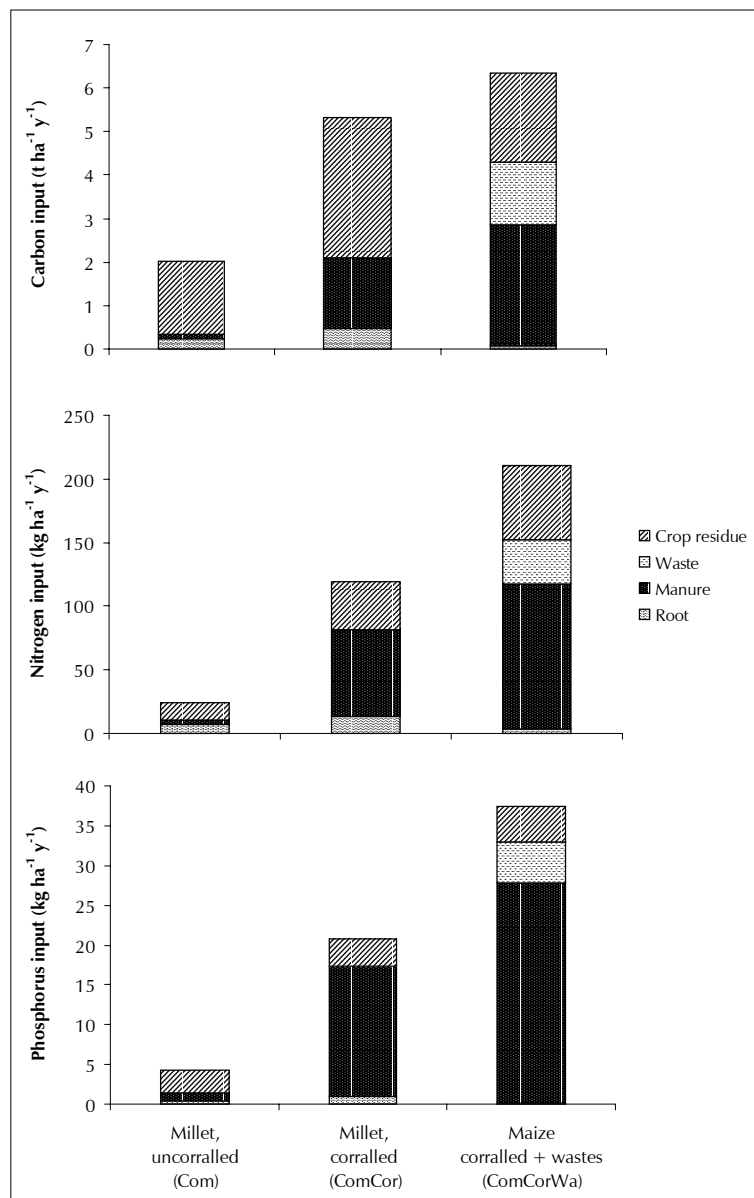 7
6
5
4
3
2
1
0
Carbon input (t ha⁻¹ y⁻¹)
250
200
150
100
50
0
Nitrogen input (kg ha⁻¹ y⁻¹)
Crop residue
Waste
Manure
Root
40
35
30
25
20
15
10
5
0
Phosphorus input (kg ha⁻¹ y⁻¹)
Millet,
uncorralled
(Com)
Millet,
corralled
(ComCor)
Maize
corralled + wastes
(ComCorWa)